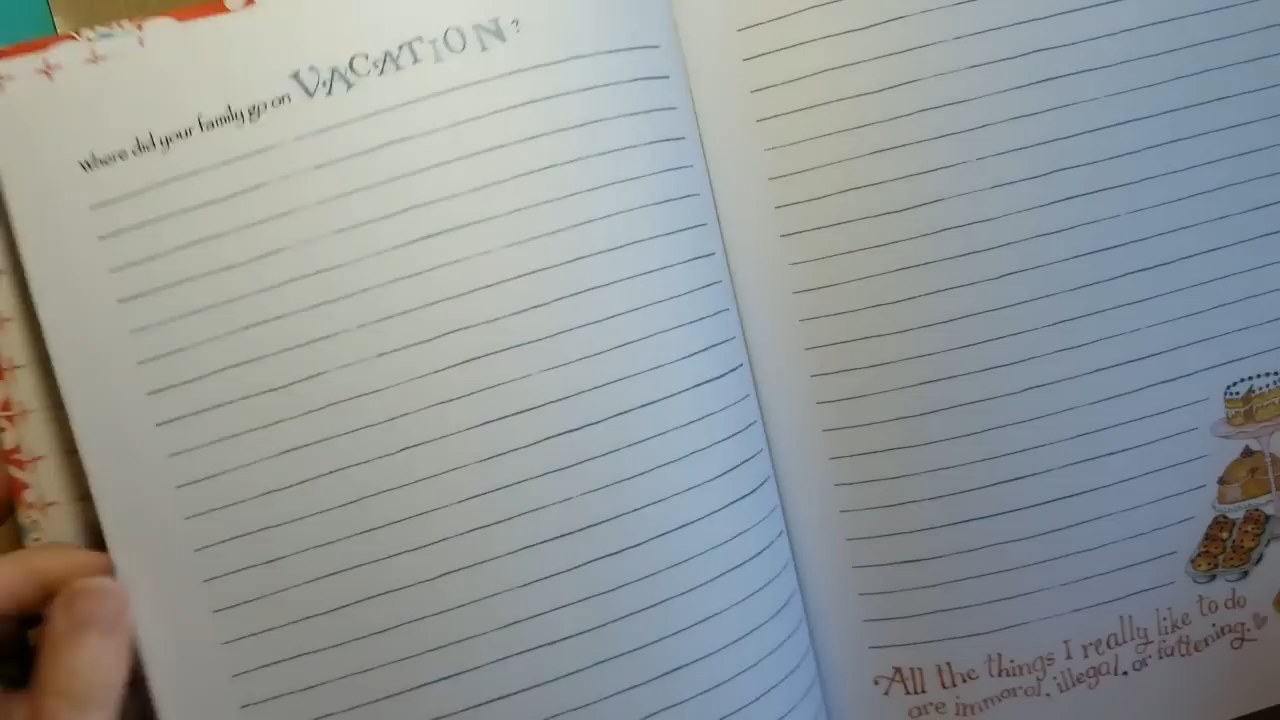 Where did your family go on VACATION?
All the things I really like to do
are immoral, illegal, or fattening.